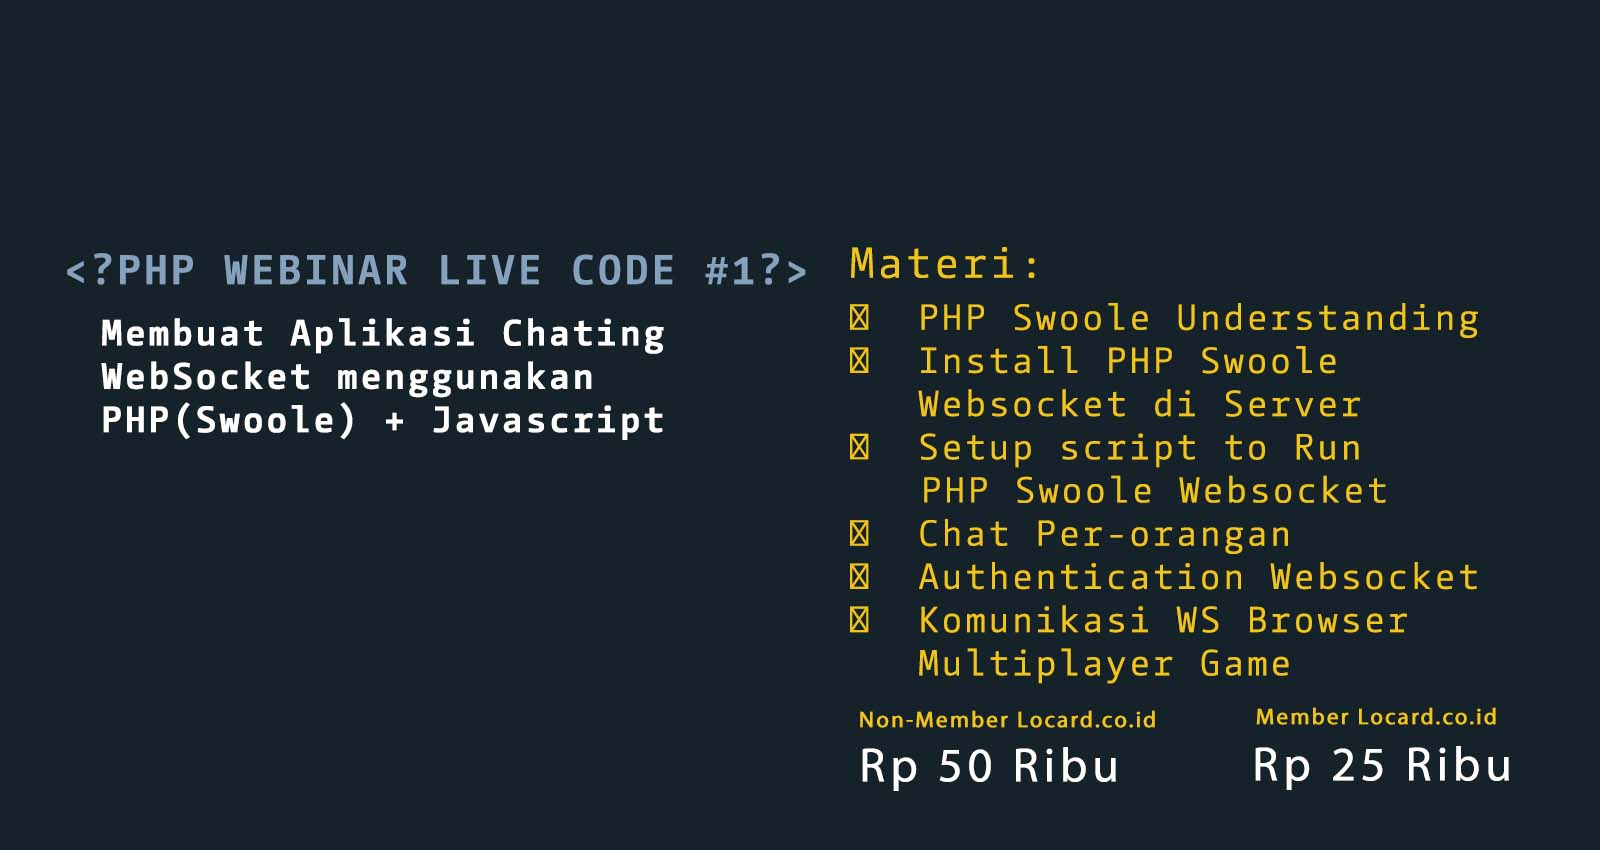 <?PHP WEBINAR LIVE CODE #1?>
Membuat Aplikasi Chating
WebSocket menggunakan
PHP(Swoole) + Javascript
Materi:
PHP Swoole Understanding
Install PHP Swoole
Websocket di Server
Setup script to Run
PHP Swoole Websocket
Chat Per-orangan
Authentication Websocket
Komunikasi WS Browser
Multiplayer Game
Non-Member Locard.co.id
Rp 50 Ribu
Member Locard.co.id
Rp 25 Ribu